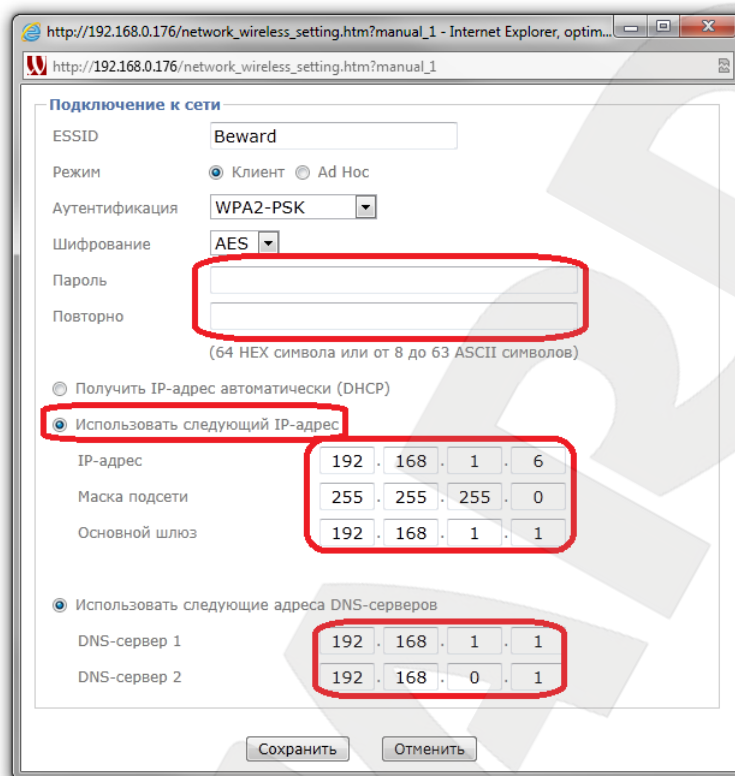 http://192.168.0.176/network_wireless_setting.htm?manual_1 - Internet Explorer, optim...
http://192.168.0.176/network_wireless_setting.htm?manual_1
Подключение к сети
ESSID Beward
Режим Клиент Ad Hoc
Аутентификация WPA2-PSK
Шифрование AES
Пароль
Повторно
(64 HEX символа или от 8 до 63 ASCII символов)
Получить IP-адрес автоматически (DHCP)
Использовать следующий IP-адрес
IP-адрес 192 . 168 . 1 . 6
Маска подсети 255 . 255 . 255 . 0
Основной шлюз 192 . 168 . 1 . 1
Использовать следующие адреса DNS-серверов
DNS-сервер 1 192 . 168 . 1 . 1
DNS-сервер 2 192 . 168 . 0 . 1
Сохранить Отменить